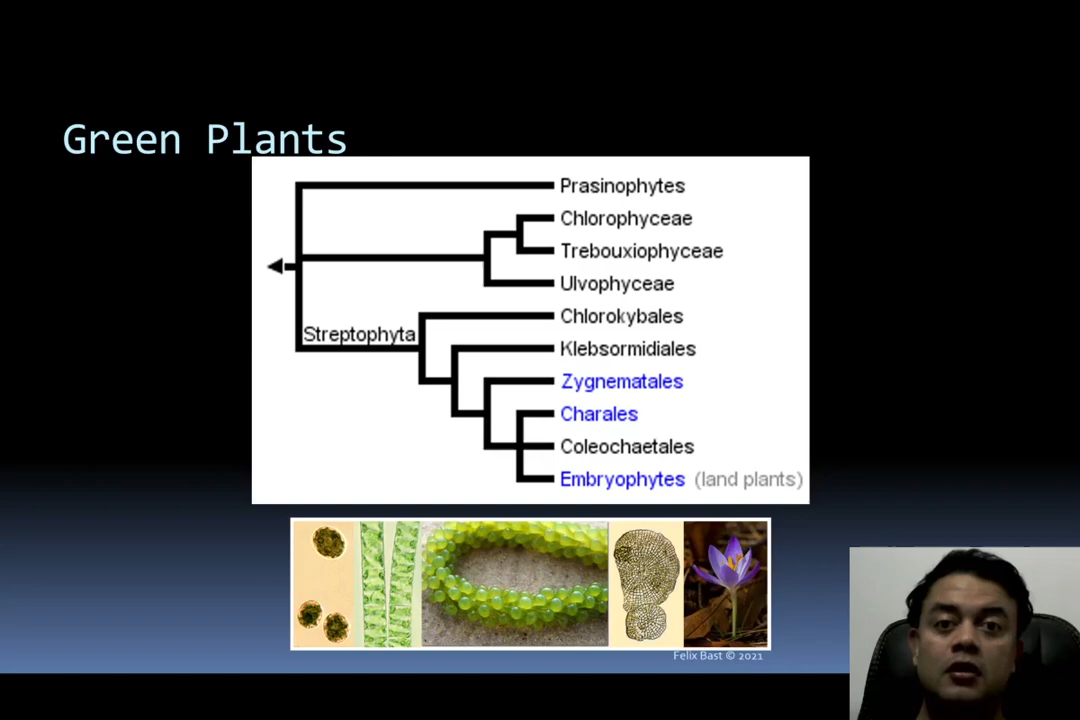 Green Plants
Prasinophytes
Chlorophyceae
Trebouxiophyceae
Ulvophyceae
Chlorokybales
Streptophyta
Klebsormidiales
Zygnematales
Charales
Coleochaetales
Embryophytes (land plants)
Felix Bast © 2021